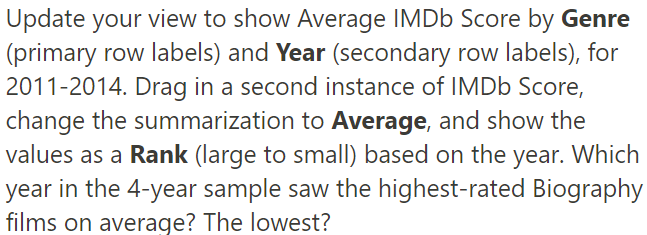 Update your view to show Average IMDb Score by Genre
(primary row labels) and Year (secondary row labels), for
2011-2014. Drag in a second instance of IMDb Score,
change the summarization to Average, and show the
values as a Rank (large to small) based on the year. Which
year in the 4-year sample saw the highest-rated Biography
films on average? The lowest?